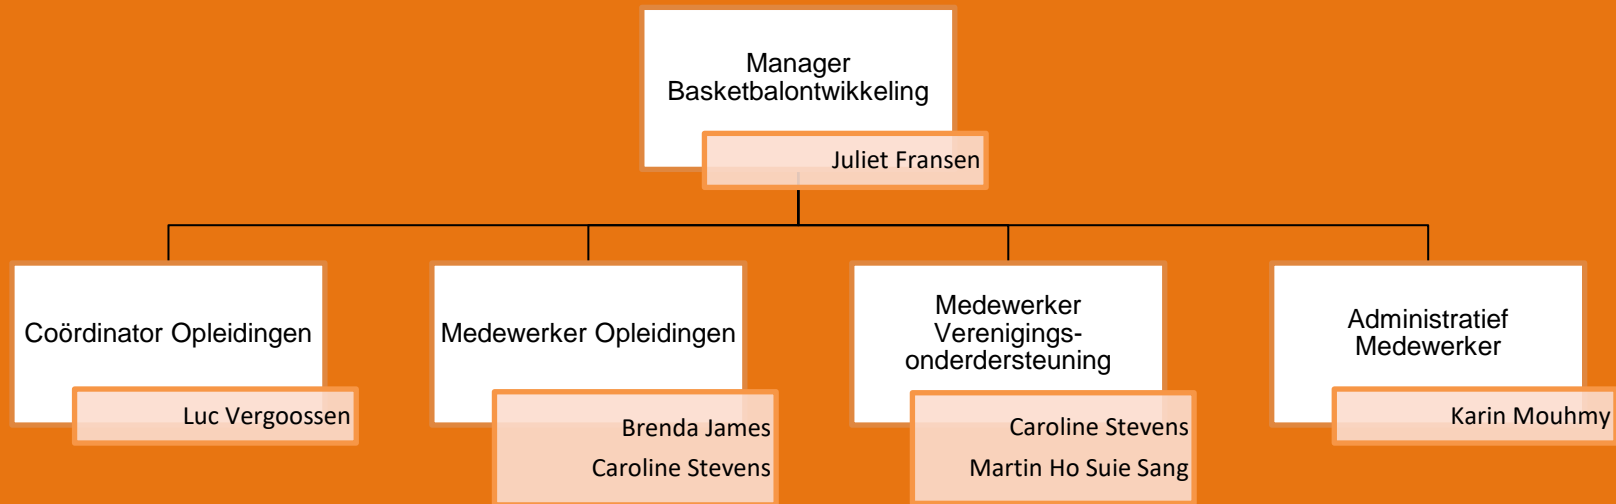 Manager
Basketbalontwikkeling
Juliet Fransen
Coördinator Opleidingen
Luc Vergoossen
Medewerker Opleidingen
Brenda James
Caroline Stevens
Medewerker
Verenigings-
onderdersteuning
Caroline Stevens
Martin Ho Suie Sang
Administratief
Medewerker
Karin Mouhmy